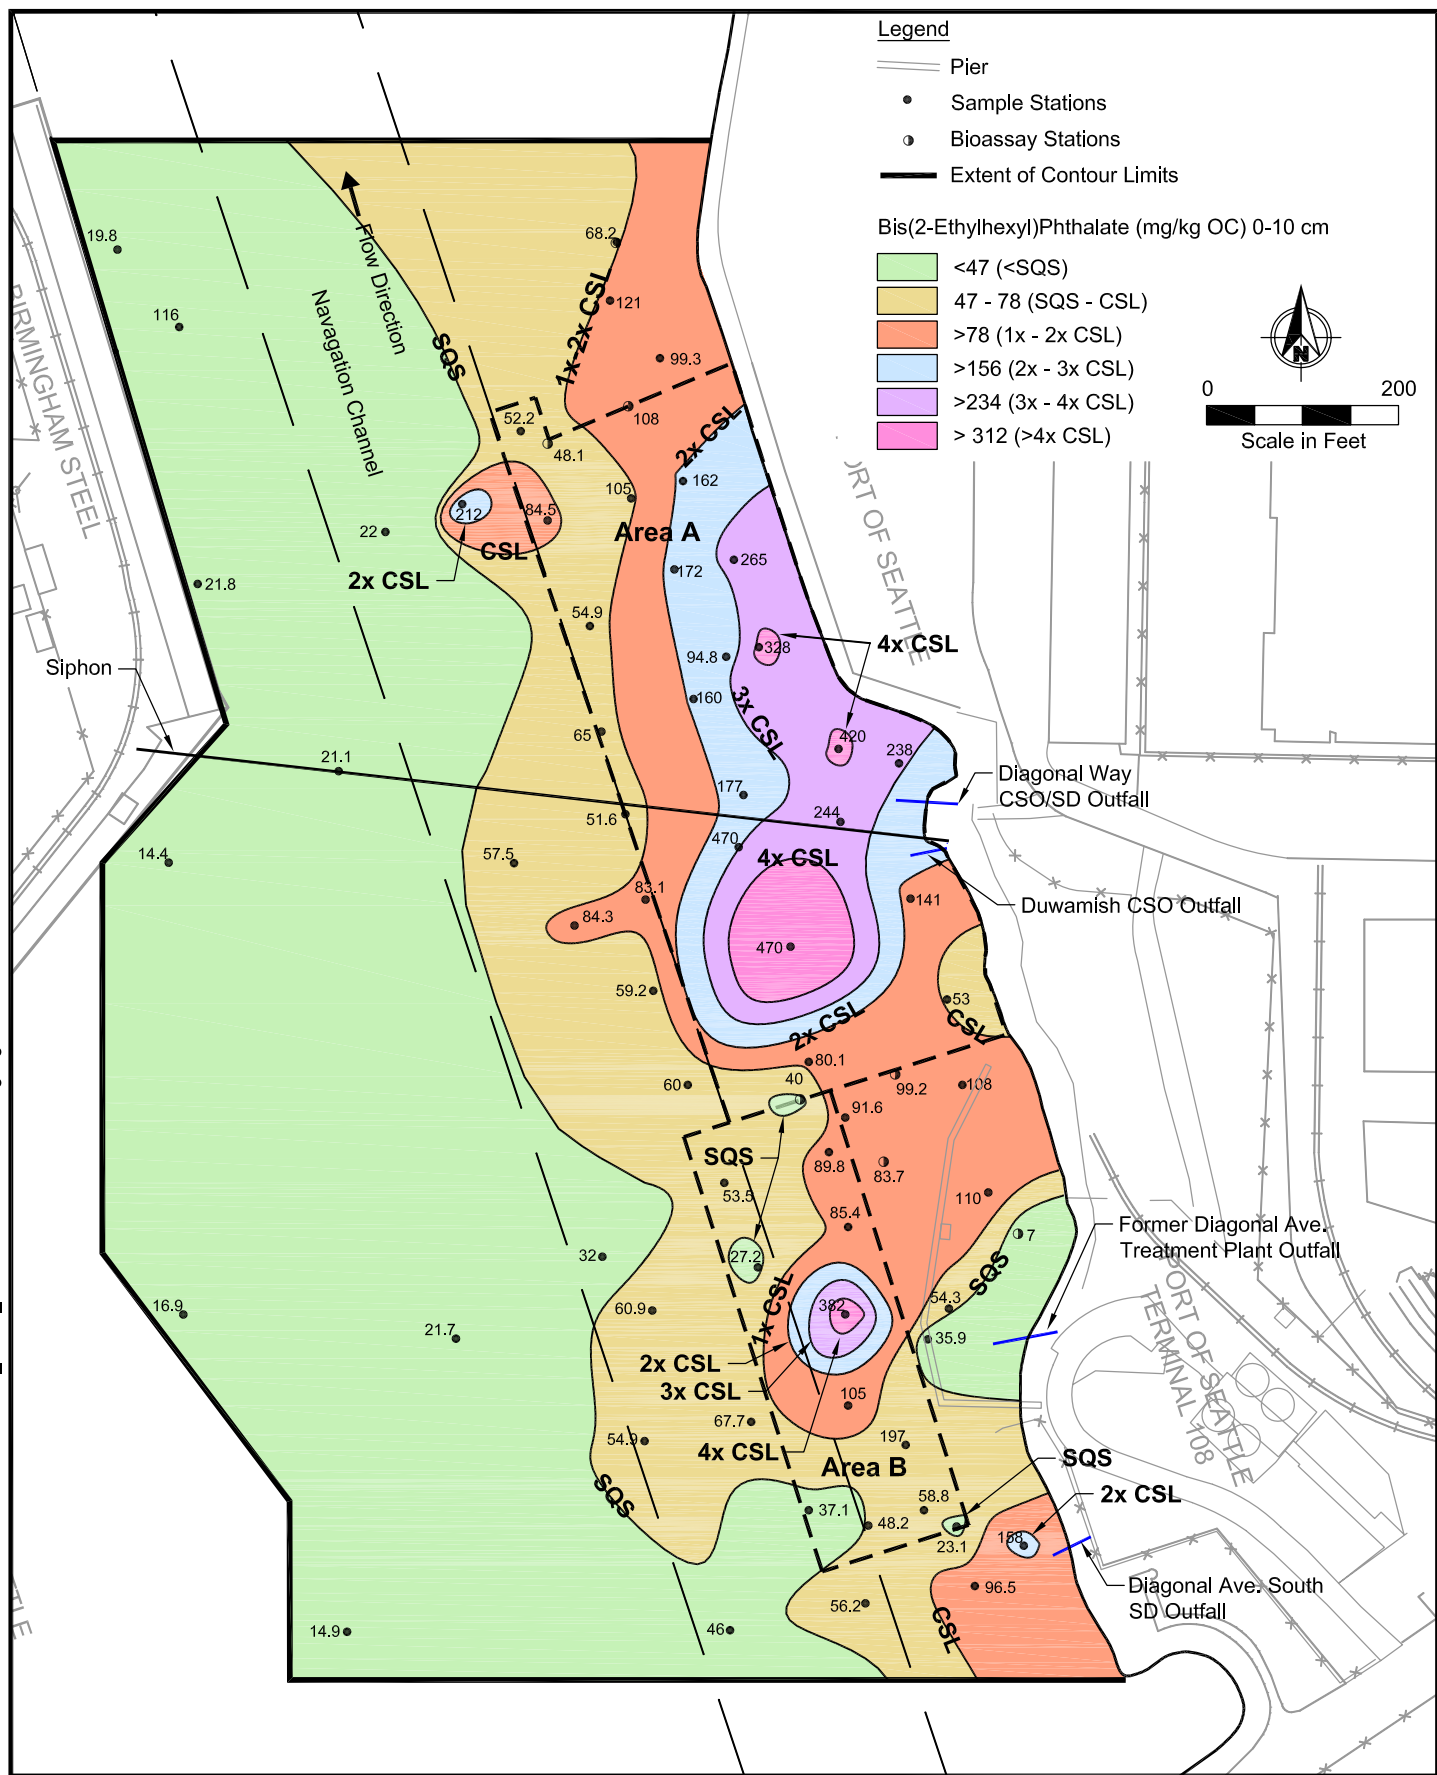 Legend
Pier
Sample Stations
Bioassay Stations
Extent of Contour Limits
Bis(2-Ethylhexyl)Phthalate (mg/kg OC) 0-10 cm
<47 (<SQS)
47 - 78 (SQS - CSL)
>78 (1x - 2x CSL)
>156 (2x - 3x CSL)
>234 (3x - 4x CSL)
> 312 (>4x CSL)
N
0 200
Scale in Feet
19.8
68.2
Flow Direction
BIRMINGHAM STEEL
Navagation Channel
116
121
1x-2x CSL
SQS
99.3
108
52.2
48.1
2x CSL
162
105
212
84.5
Area A
22
CSL
2x CSL
265
172
21.8
PORT OF SEATTLE
54.9
328
4x CSL
94.8
Siphon
160
3x CSL
65
420
238
21.1
Diagonal Way
CSO/SD Outfall
177
51.6
244
470
14.4
57.5
4x CSL
83.1
141
Duwamish CSO Outfall
84.3
470
59.2
53
2x CSL
CSL
80.1
60
40
99.2
108
91.6
SQS
89.8
83.7
53.5
110
85.4
7
Former Diagonal Ave.
Treatment Plant Outfall
32
27.2
SQS
1x CSL
16.9
60.9
382
54.3
21.7
35.9
PORT OF SEATTLE
TERMINAL 108
2x CSL
3x CSL
105
67.7
54.9
4x CSL
197
Area B
SQS
SQS
2x CSL
37.1
58.8
48.2
23.1
158
96.5
Diagonal Ave. South
SD Outfall
56.2
CSL
14.9
46
TLE